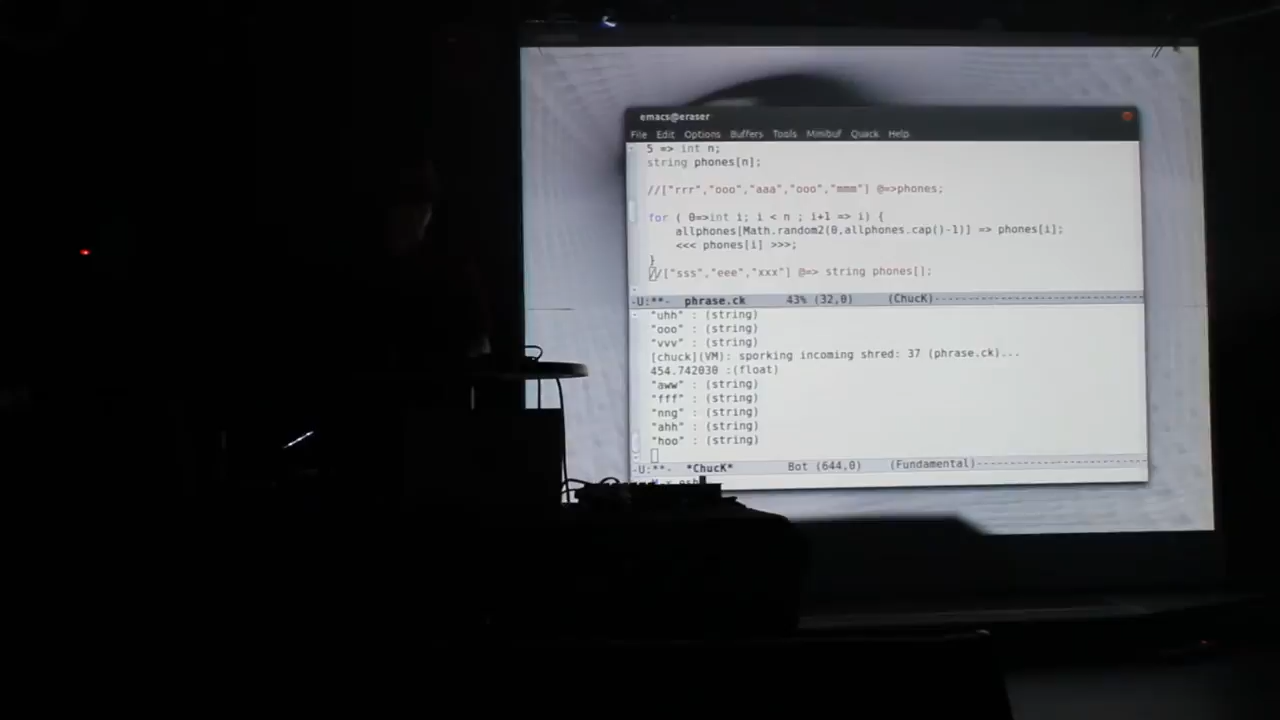 emacs@eraser
File Edit Options Buffers Tools Minibuf Quack Help
5 => int n;
string phones[n];
//["rrr","ooo","aaa","ooo","mmm"] @=>phones;
for ( 0=>int i; i < n ; i+1 => i) {
allphones[Math.random2(0,allphones.cap()-1)] => phones[i];
<<< phones[i] >>>;
}
//["sss","eee","xxx"] @=> string phones[];
-U:**- phrase.ck 43% (32,0) (ChucK)
"uhh" : (string)
"ooo" : (string)
"vvv" : (string)
[chuck](VM): sporking incoming shred: 37 (phrase.ck)...
454.742030 :(float)
"aww" : (string)
"fff" : (string)
"nng" : (string)
"ahh" : (string)
"hoo" : (string)
-U:**- *ChucK* Bot (644,0) (Fundamental)